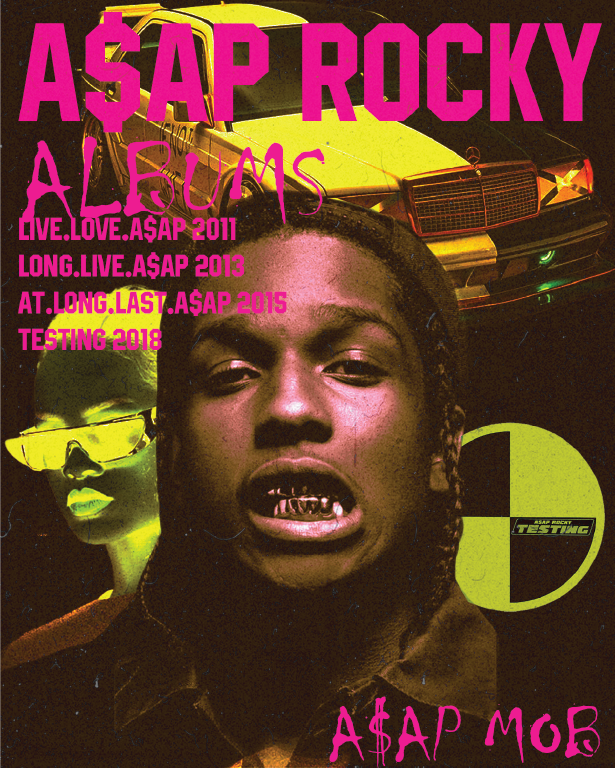 A$AP ROCKY
ALBUMS
LIVE.LOVE.A$AP 2011
LONG.LIVE.A$AP 2013
AT.LONG.LAST.A$AP 2015
TESTING 2018
A$AP ROCKY
TESTING
A$AP MOB